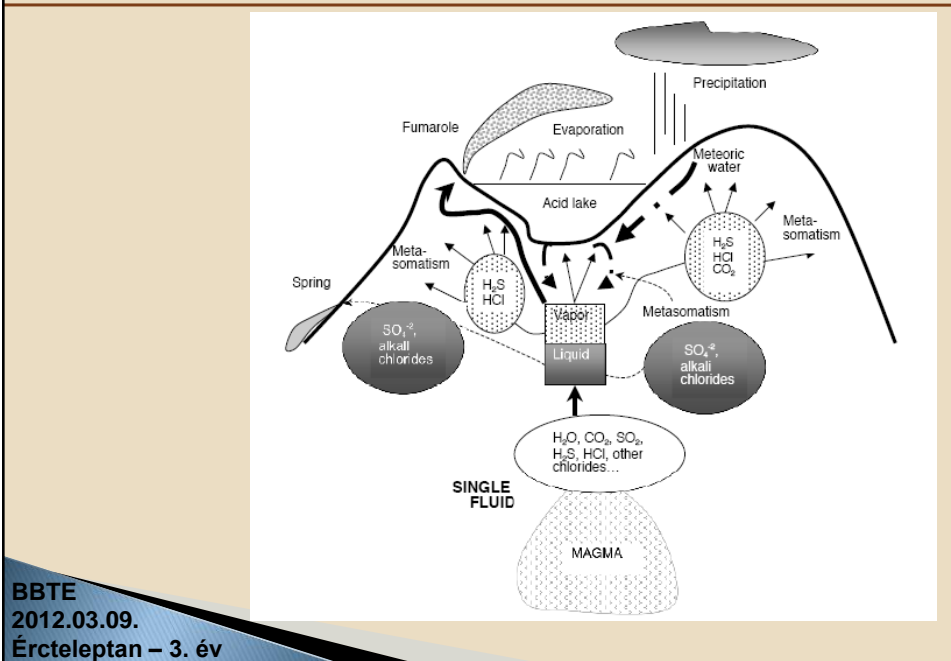 Precipitation
Fumarole
Evaporation
Meteoric
water
Acid lake
Meta-
somatism
H₂S
HCl
CO₂
Meta-
somatism
H₂S
HCl
Spring
Vapor
Metasomatism
Liquid
SO₄⁻²,
alkali
chlorides
SO₄⁻²,
alkali
chlorides
H₂O, CO₂, SO₂,
H₂S, HCl, other
chlorides…
SINGLE
FLUID
MAGMA
BBTE
2012.03.09.
Ércteleptan – 3. év